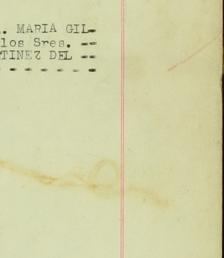 . MARIA GIL-
los Sres. --
TINEZ DEL --
- - - - - -